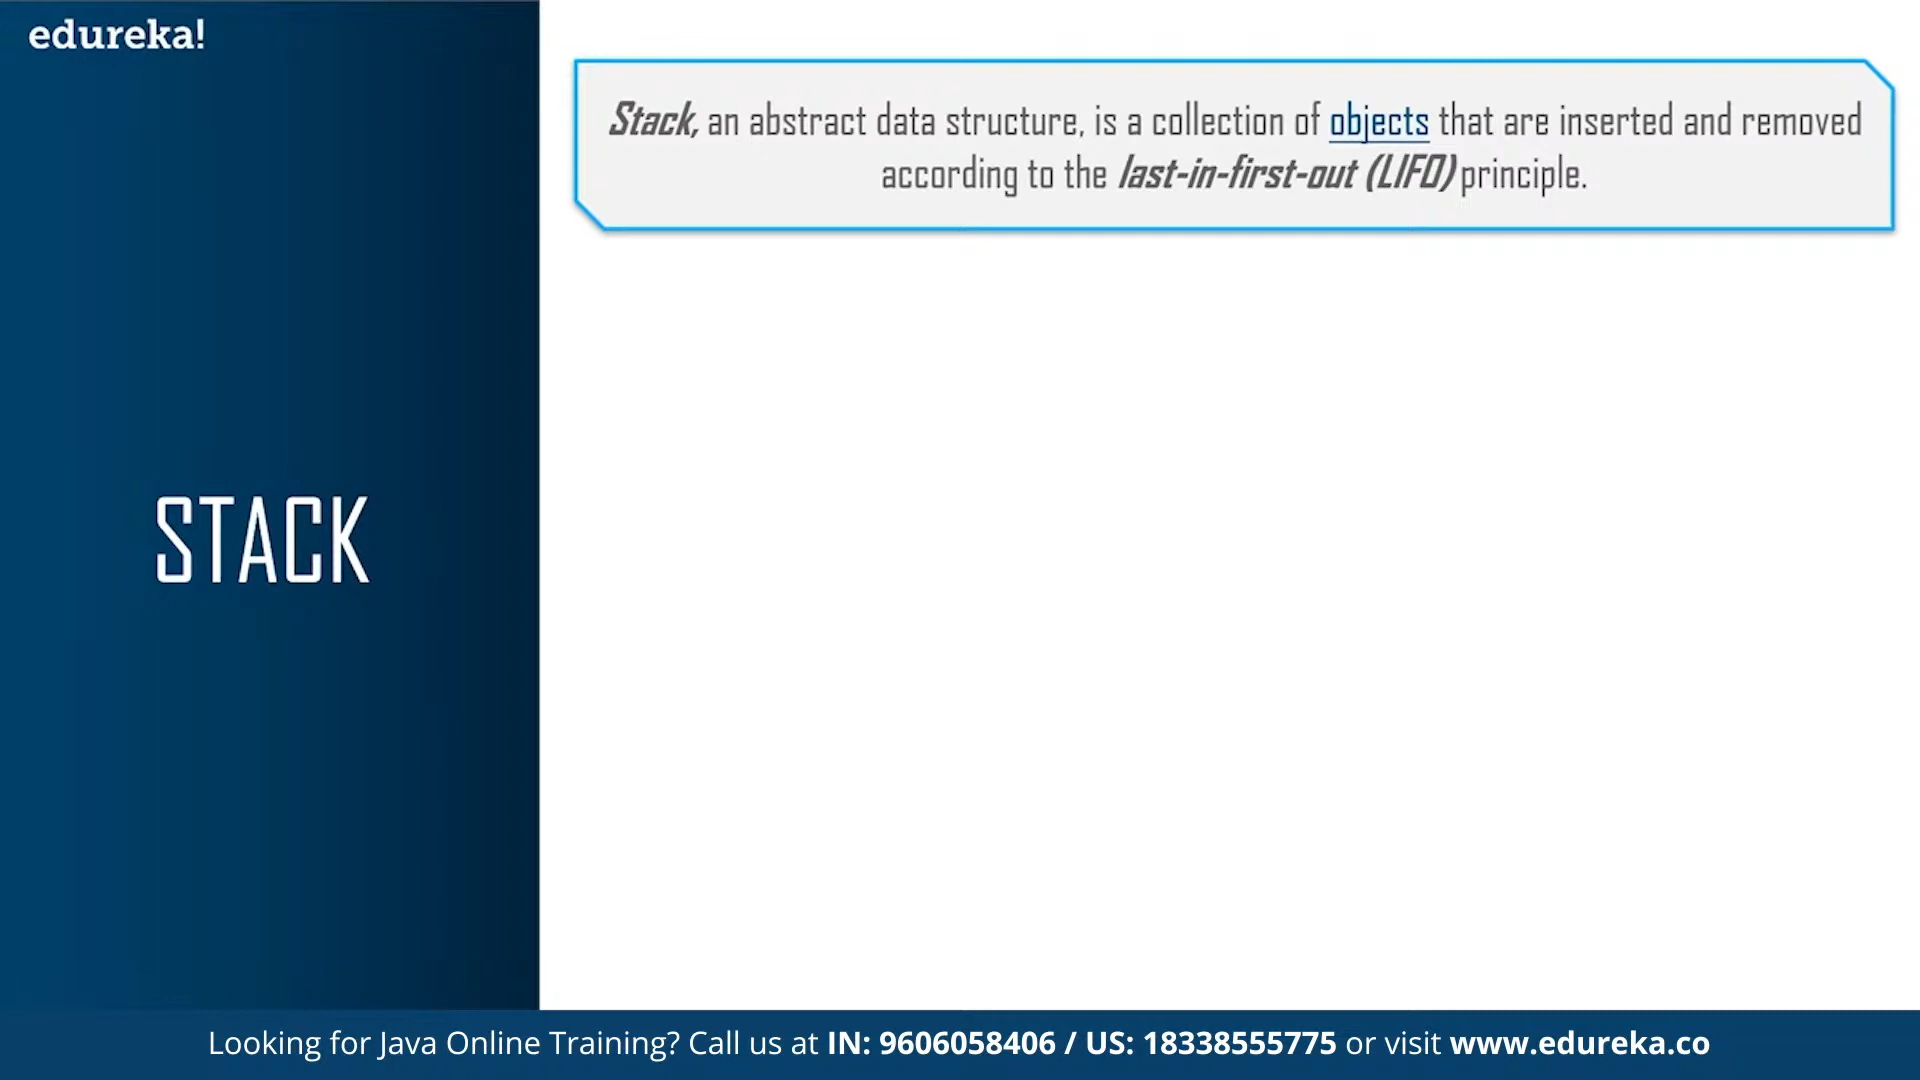 edureka!
Stack, an abstract data structure, is a collection of objects that are inserted and removed
according to the last-in-first-out (LIFO) principle.
STACK
Looking for Java Online Training? Call us at IN: 9606058406 / US: 18338555775 or visit www.edureka.co